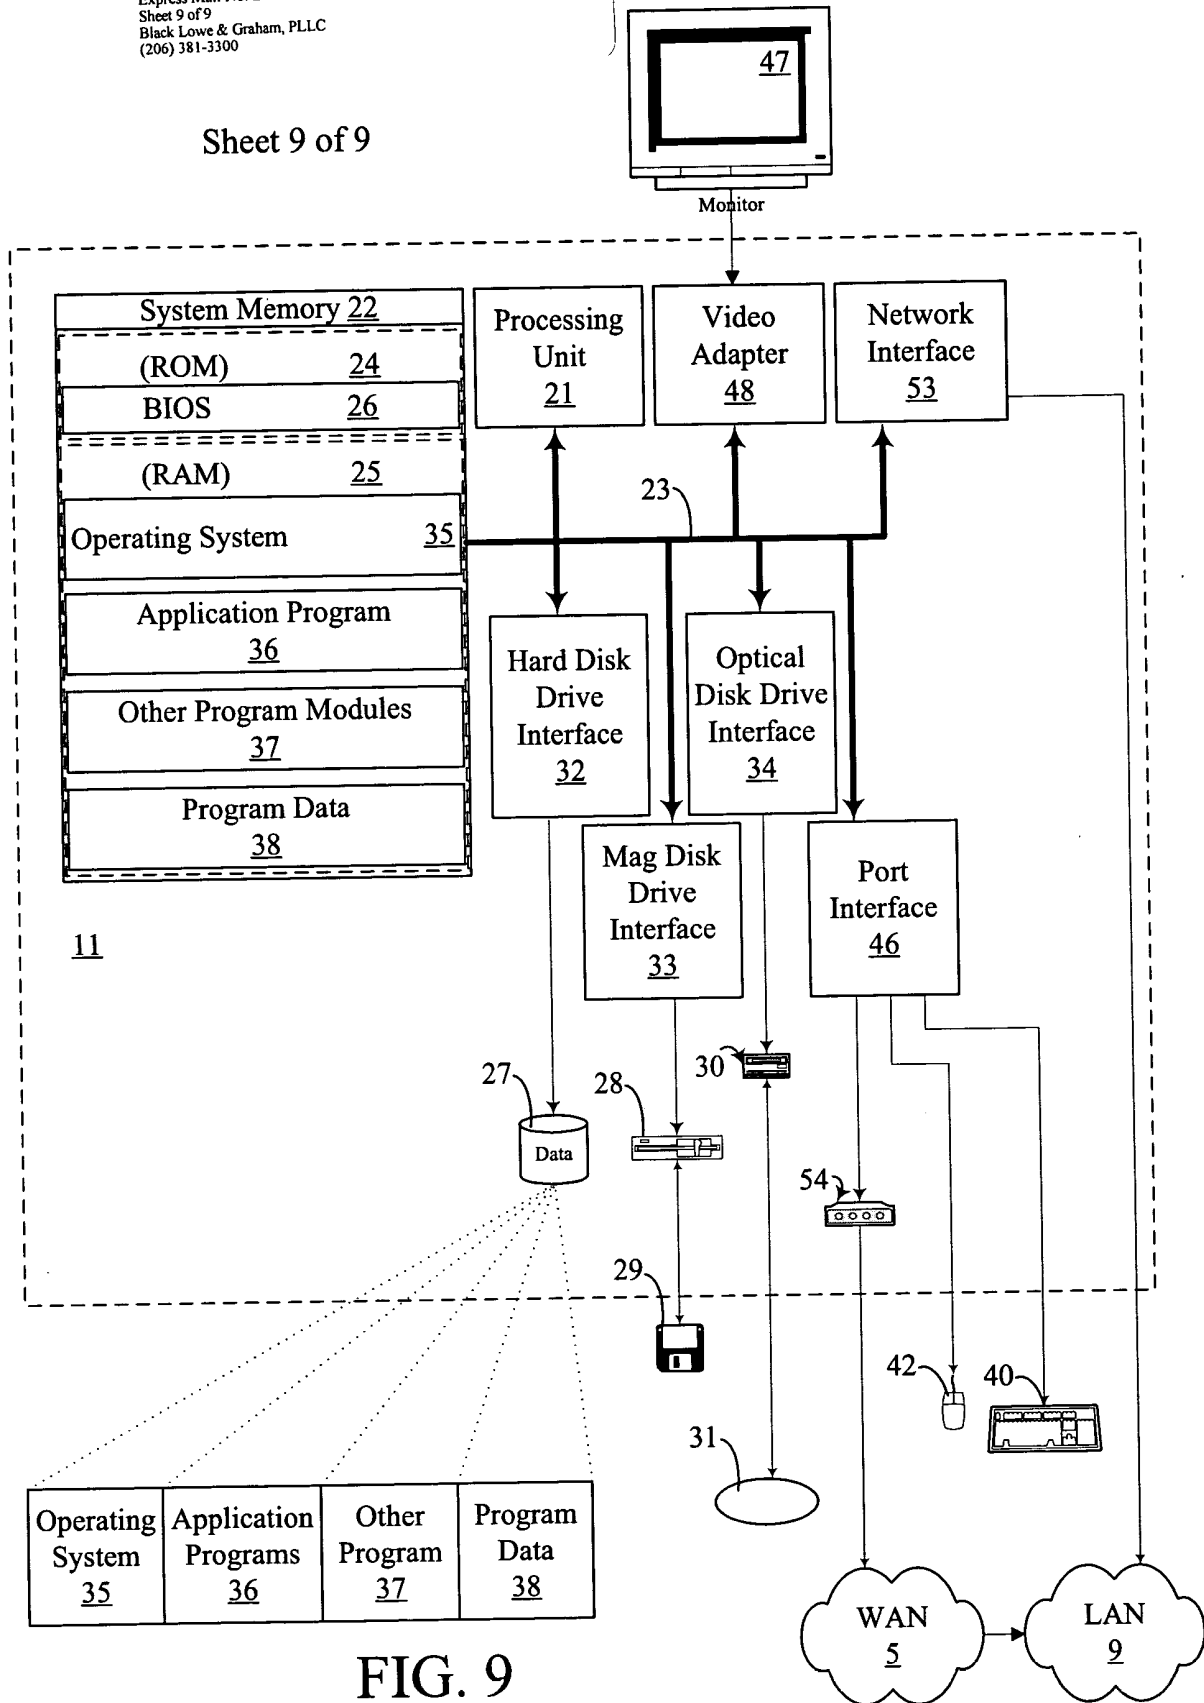 Sheet 9 of 9
Black Lowe & Graham, PLLC
(206) 381-3300
Sheet 9 of 9
47
Monitor
System Memory 22
(ROM) 24
BIOS 26
(RAM) 25
Operating System 35
Application Program
36
Other Program Modules
37
Program Data
38
Processing
Unit
21
Video
Adapter
48
Network
Interface
53
23
Hard Disk
Drive
Interface
32
Optical
Disk Drive
Interface
34
Mag Disk
Drive
Interface
33
Port
Interface
46
11
27
Data
28
30
54
29
42
40
31
Operating
System
35
Application
Programs
36
Other
Program
37
Program
Data
38
WAN
5
LAN
9
FIG. 9